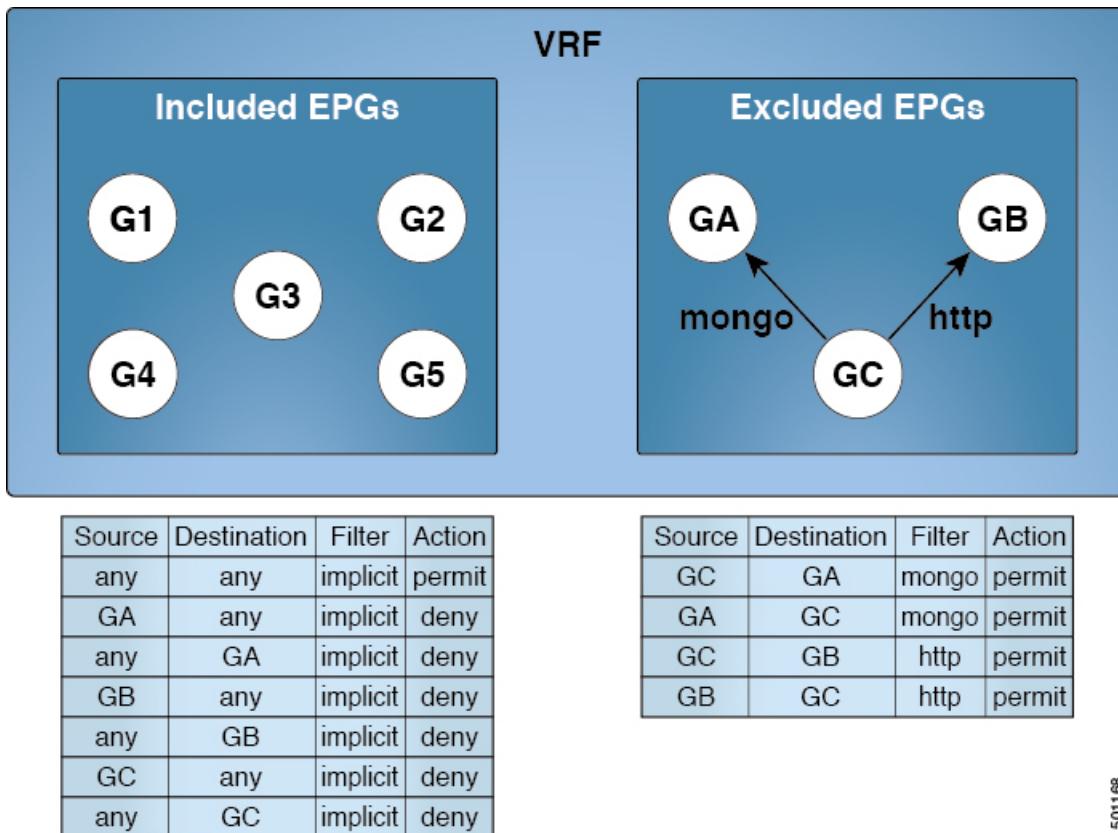 VRF
Included EPGs
G1
G2
G3
G4
G5
Excluded EPGs
GA
GB
mongo
http
GC
Source Destination Filter Action
any any implicit permit
GA any implicit deny
any GA implicit deny
GB any implicit deny
any GB implicit deny
GC any implicit deny
any GC implicit deny
Source Destination Filter Action
GC GA mongo permit
GA GC mongo permit
GC GB http permit
GB GC http permit
501168